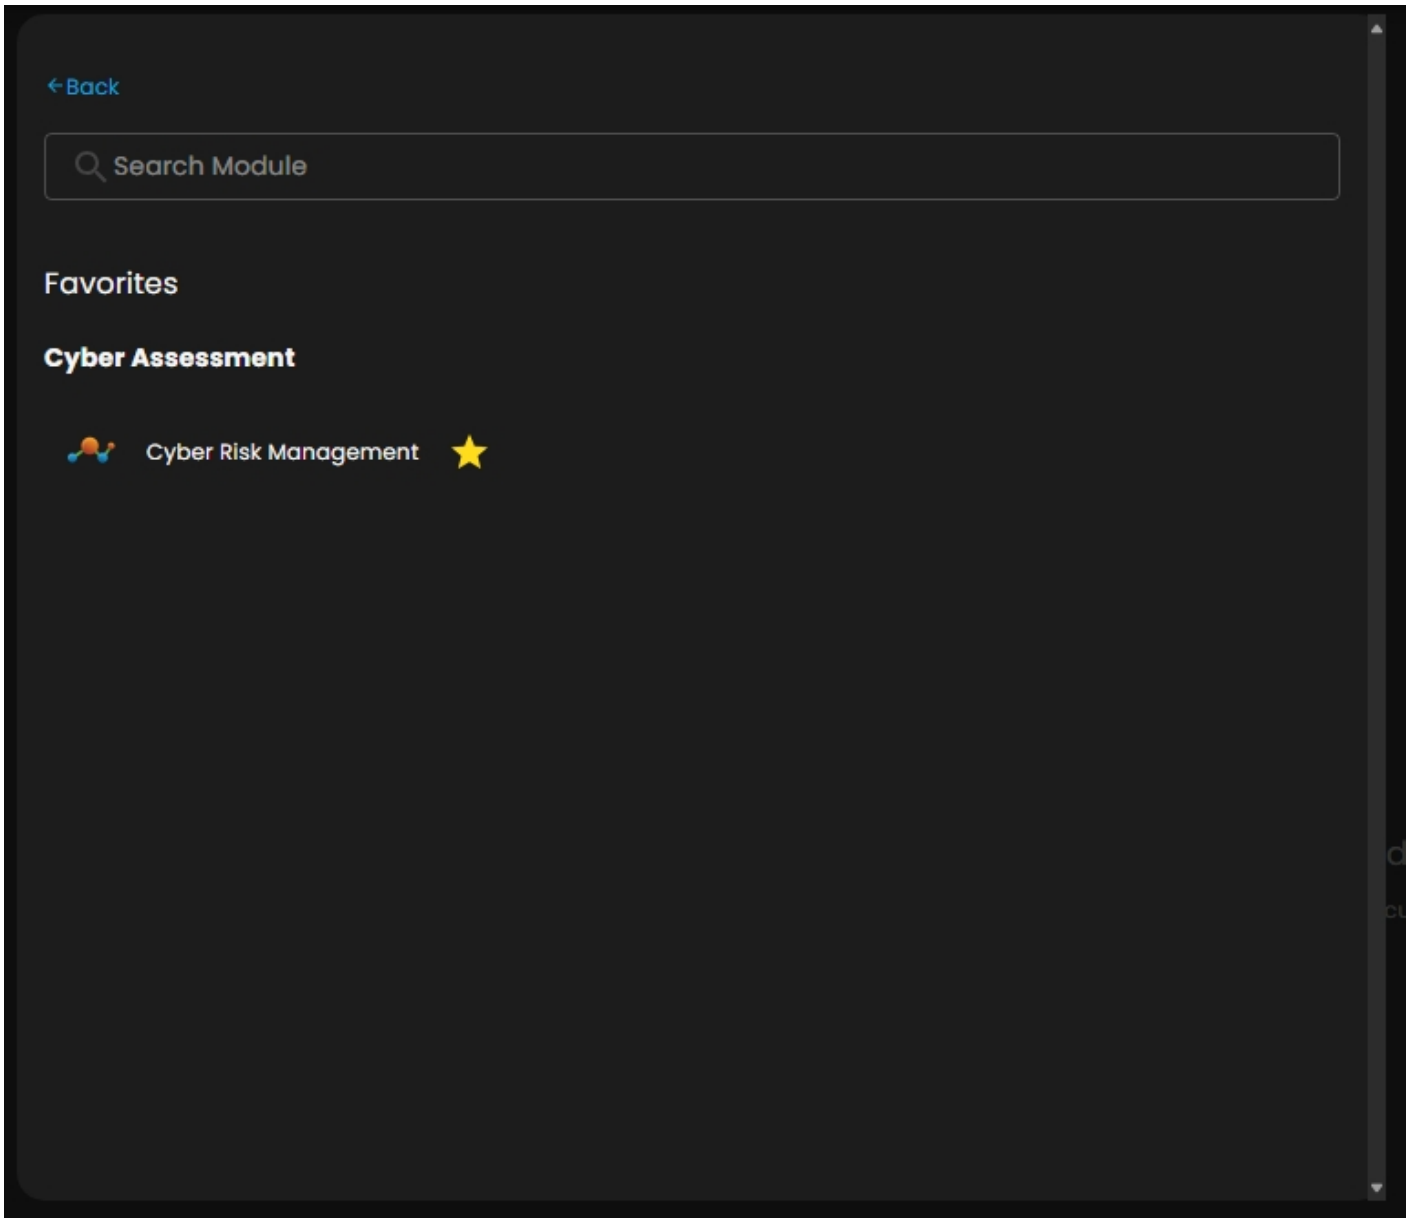 Back
Search Module
Favorites
Cyber Assessment
Cyber Risk Management